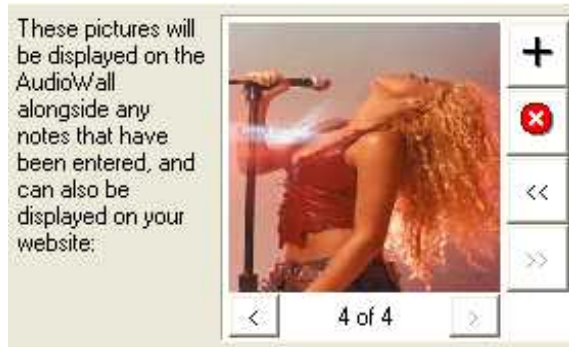 These pictures will
be displayed on the
AudioWall
alongside any
notes that have
been entered, and
can also be
displayed on your
website:
<<
>>
< 4 of 4 >